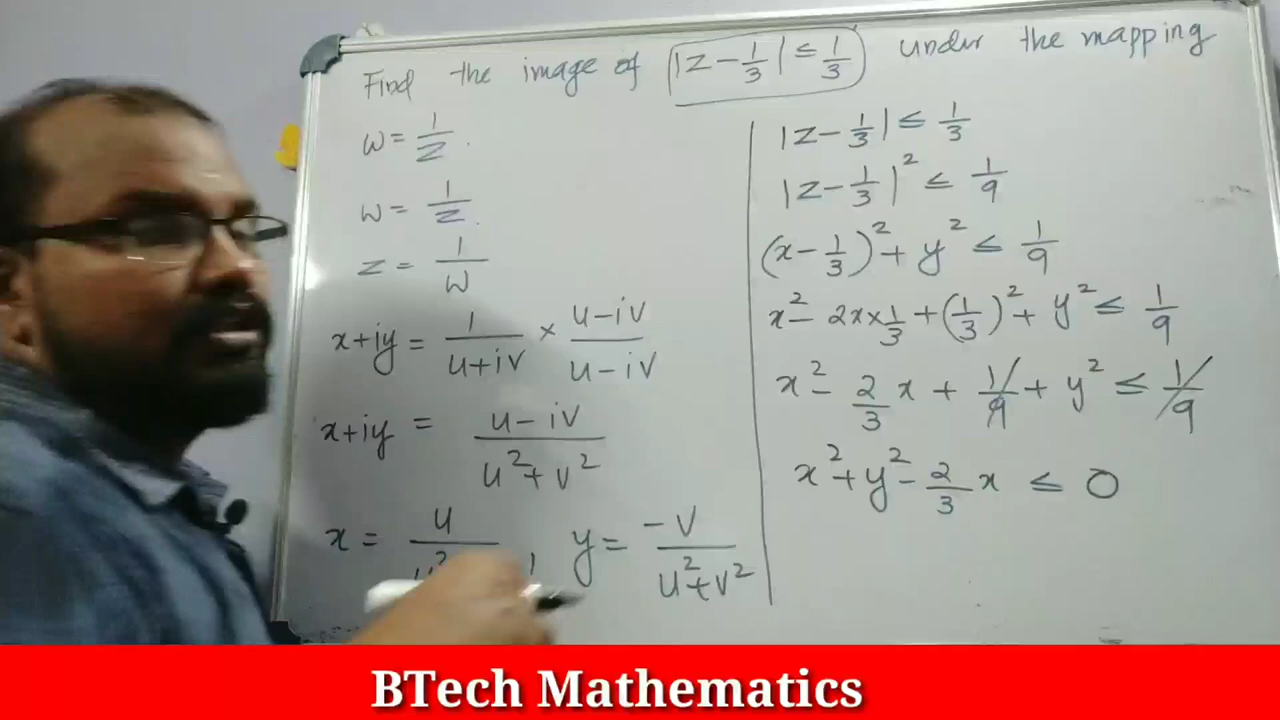 Find the image of |z-1/3| ≤ 1/3 under the mapping
w = 1/z.
w = 1/z.
z = 1/w
x+iy = 1/(u+iv) × (u-iv)/(u-iv)
x+iy = (u-iv)/(u²+v²)
x = u/ y = -v/(u²+v²)
|z-1/3| ≤ 1/3
|z-1/3|² ≤ 1/9
(x-1/3)² + y² ≤ 1/9
x² - 2x×1/3 + (1/3)² + y² ≤ 1/9
x² - 2/3 x + 1/9 + y² ≤ 1/9
x² + y² - 2/3 x ≤ 0
BTech Mathematics